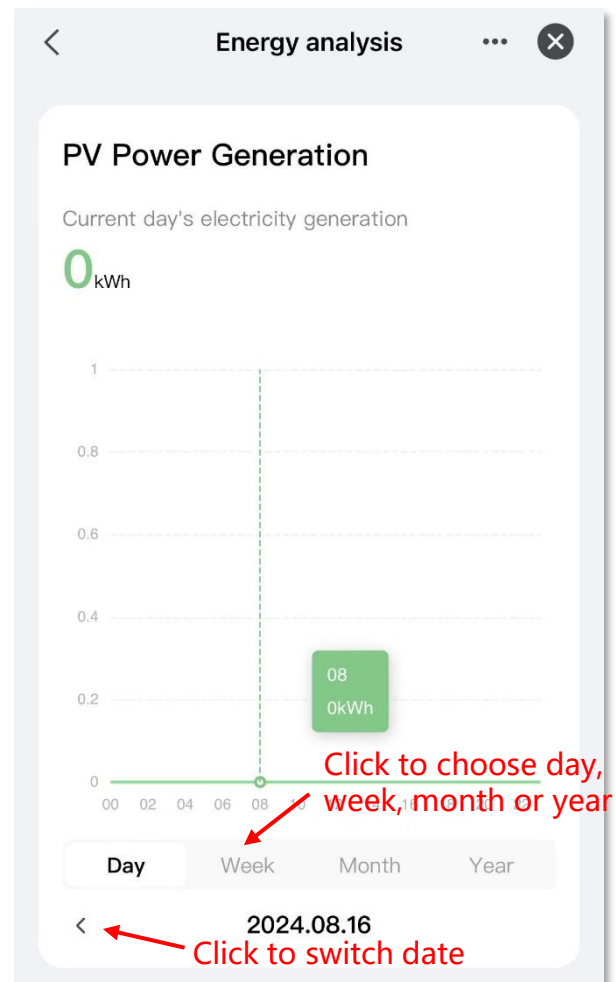 Energy analysis
PV Power Generation
Current day's electricity generation
0kWh
1
0.8
0.6
0.4
08
0.2
0kWh
Click to choose day,
0
week, month or year
00 02 04 06 08 10 16
Day Week Month Year
2024.08.16
Click to switch date